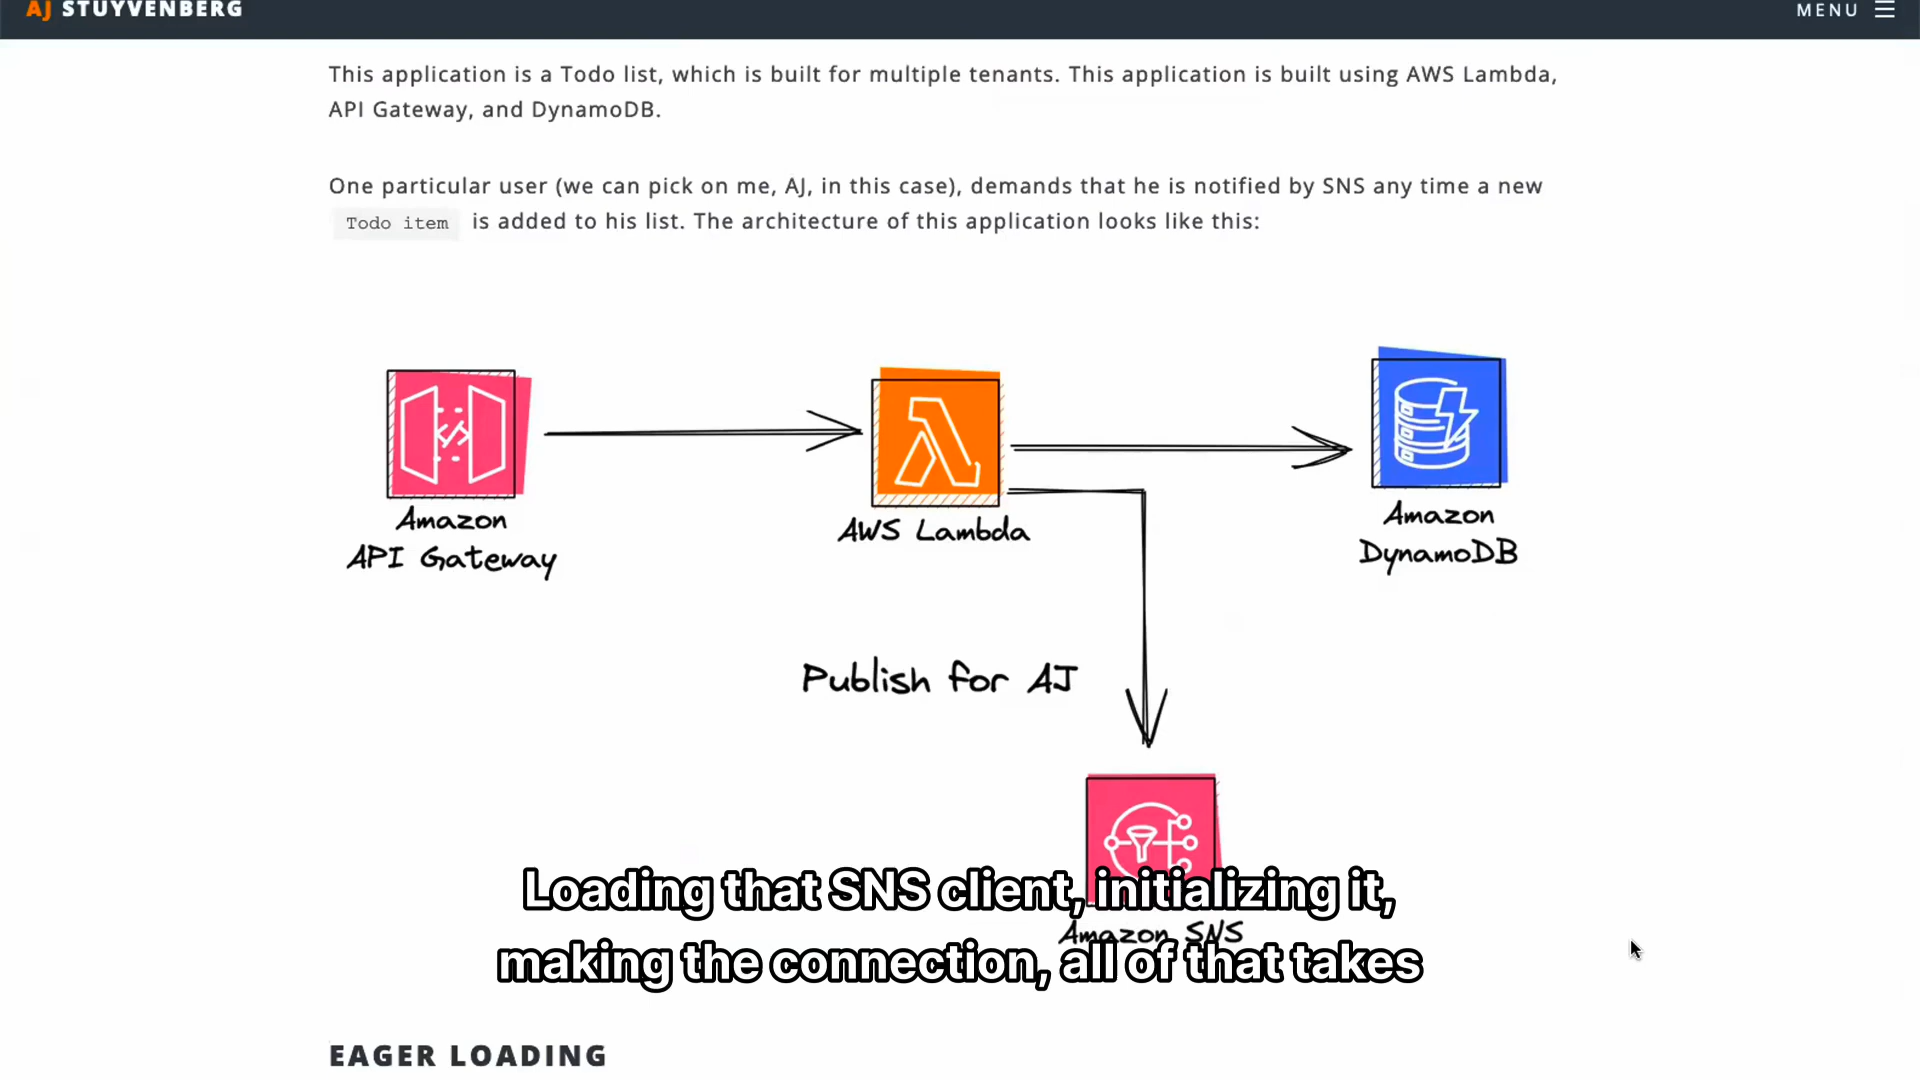 AJ STUYVENBERG
MENU
This application is a Todo list, which is built for multiple tenants. This application is built using AWS Lambda,
API Gateway, and DynamoDB.
One particular user (we can pick on me, AJ, in this case), demands that he is notified by SNS any time a new
Todo item is added to his list. The architecture of this application looks like this:
Amazon
API Gateway
AWS Lambda
Amazon
DynamoDB
Publish for AJ
Amazon SNS
Loading that SNS client, initializing it,
making the connection, all of that takes
EAGER LOADING